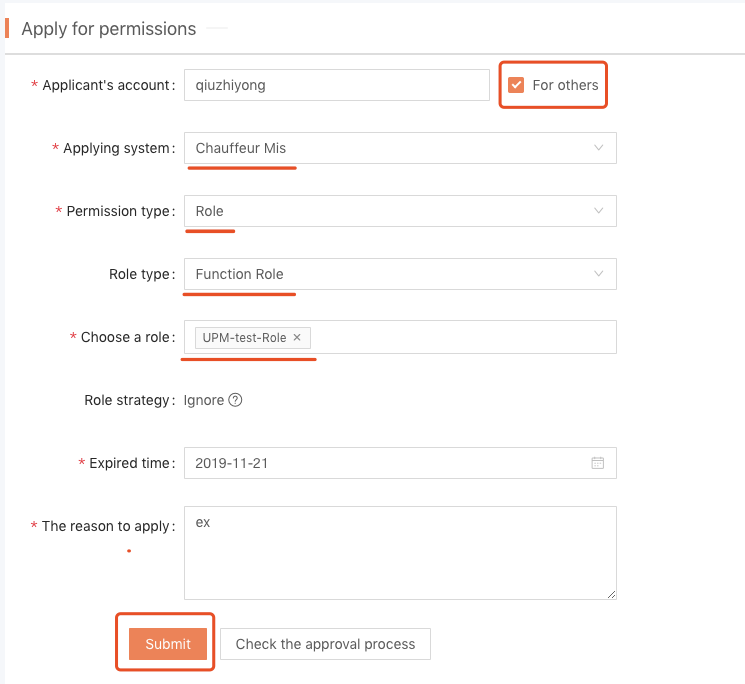 Apply for permissions
* Applicant's account: qiuzhiyong For others
* Applying system: Chauffeur Mis
* Permission type: Role
Role type: Function Role
* Choose a role: UPM-test-Role ×
Role strategy: Ignore ?
* Expired time: 2019-11-21
* The reason to apply: ex
Submit Check the approval process